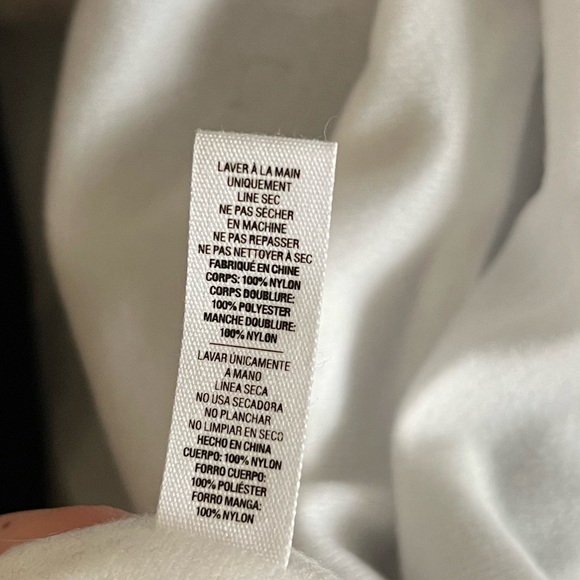 LAVER À LA MAIN
UNIQUEMENT
LINE SEC
NE PAS SÉCHER
EN MACHINE
NE PAS REPASSER
NE PAS NETTOYER À SEC
FABRIQUÉ EN CHINE
CORPS: 100% NYLON
CORPS DOUBLURE:
100% POLYESTER
MANCHE DOUBLURE:
100% NYLON
LAVAR ÚNICAMENTE
A MANO
LÍNEA SECA
NO USA SECADORA
NO PLANCHAR
NO LIMPIAR EN SECO
HECHO EN CHINA
CUERPO: 100% NYLON
FORRO CUERPO:
100% POLIÉSTER
FORRO MANGA:
100% NYLON